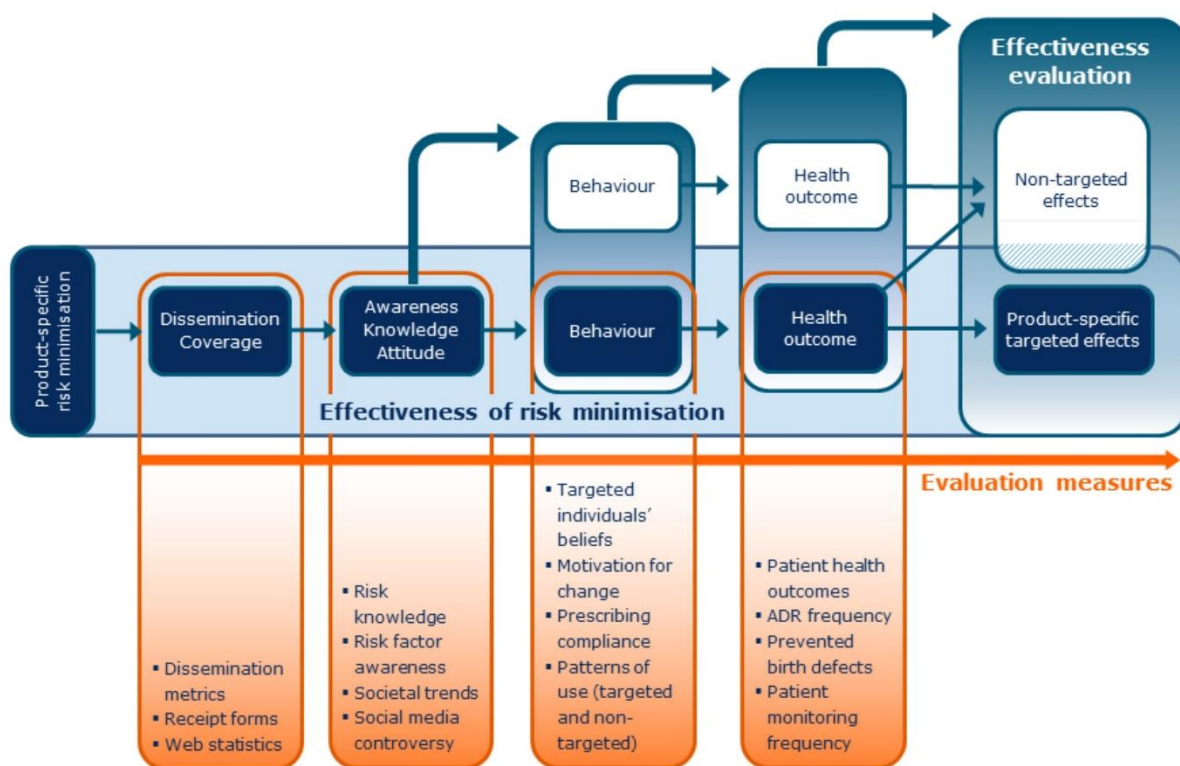 Effectiveness
evaluation
Behaviour
Health
outcome
Non-targeted
effects
Product-specific
risk minimisation
Dissemination
Coverage
Awareness
Knowledge
Attitude
Behaviour
Health
outcome
Product-specific
targeted effects
Effectiveness of risk minimisation
Evaluation measures
▪ Dissemination
metrics
▪ Receipt forms
▪ Web statistics
▪ Risk
knowledge
▪ Risk factor
awareness
▪ Societal trends
▪ Social media
controversy
▪ Targeted
individuals’
beliefs
▪ Motivation for
change
▪ Prescribing
compliance
▪ Patterns of
use (targeted
and non-
targeted)
▪ Patient health
outcomes
▪ ADR frequency
▪ Prevented
birth defects
▪ Patient
monitoring
frequency